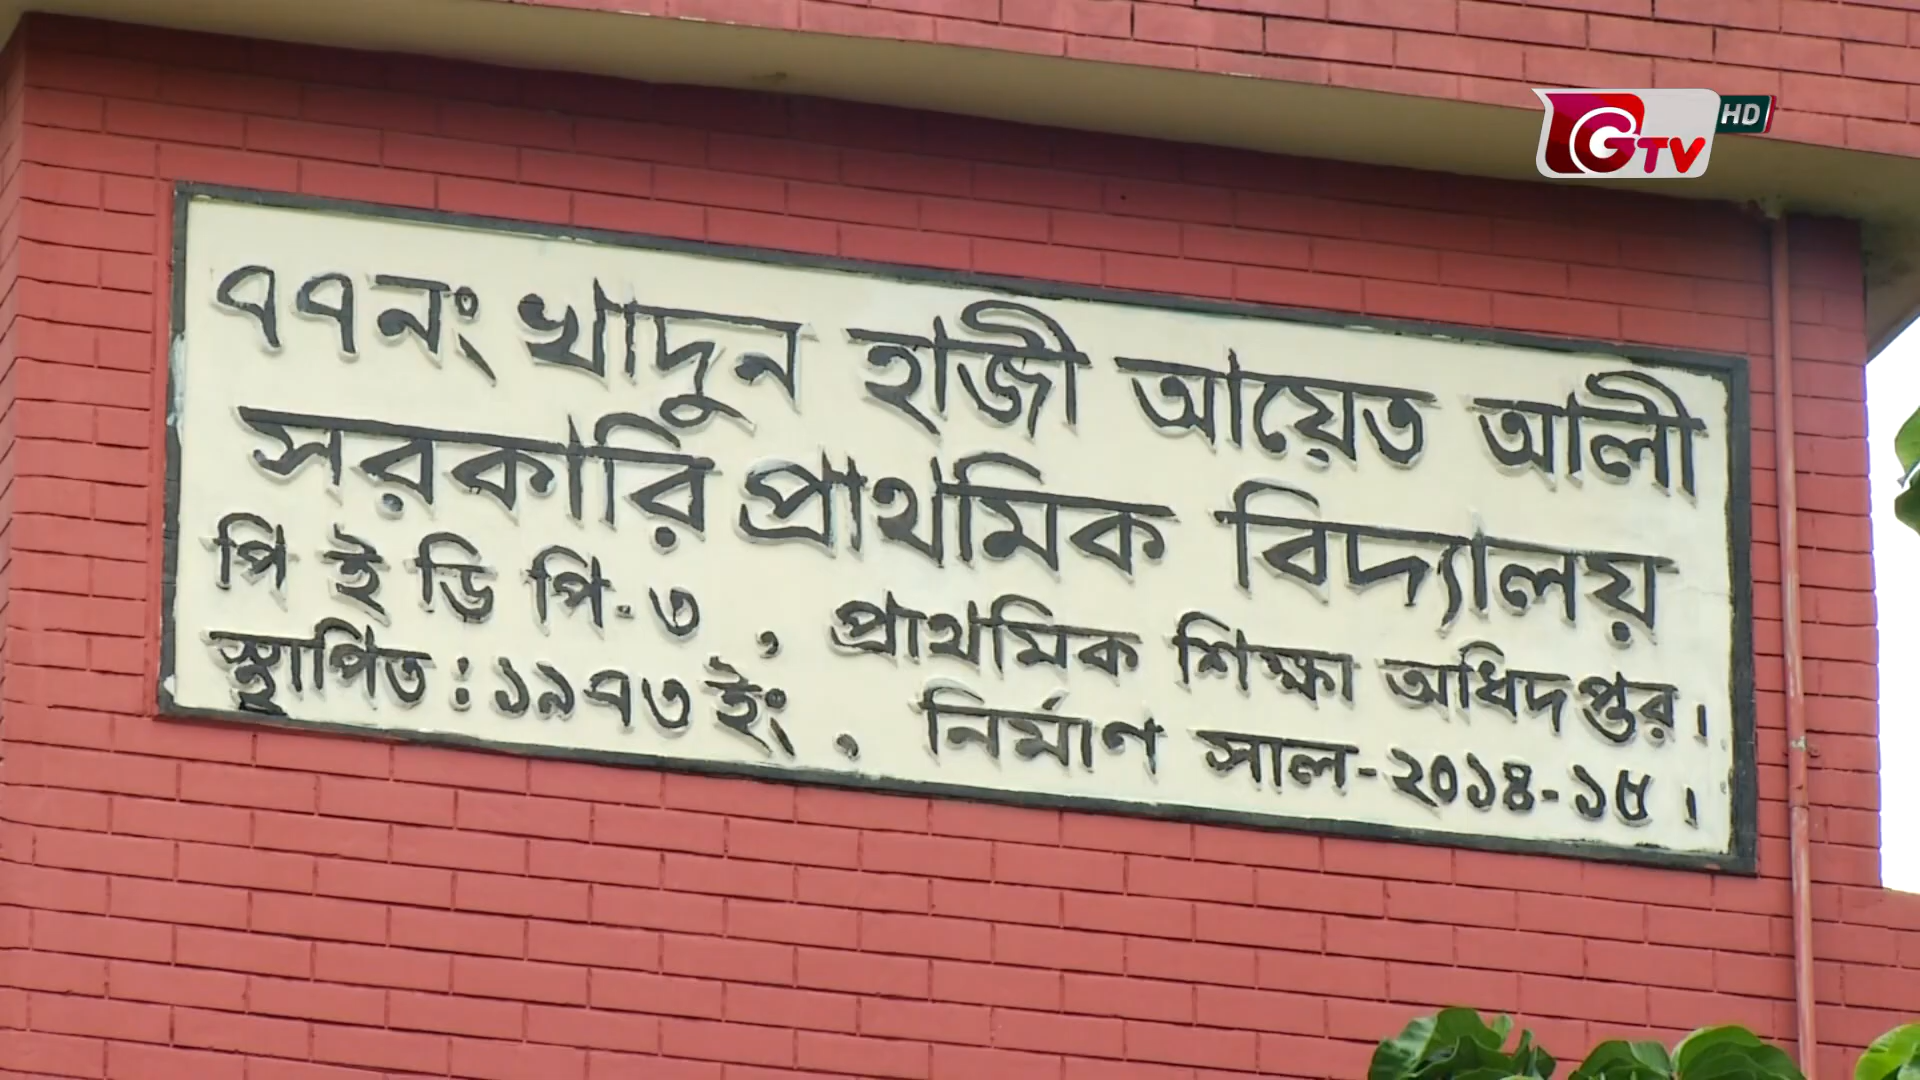 ৭৭নং খাদুন হাজী আয়েত আলী
সরকারি প্রাথমিক বিদ্যালয়
পি ই ডি পি-৩ , প্রাথমিক শিক্ষা অধিদপ্তর।
স্থাপিত : ১৯৭৩ ইং , নির্মাণ সাল-২০১৪-১৫।
GTV HD